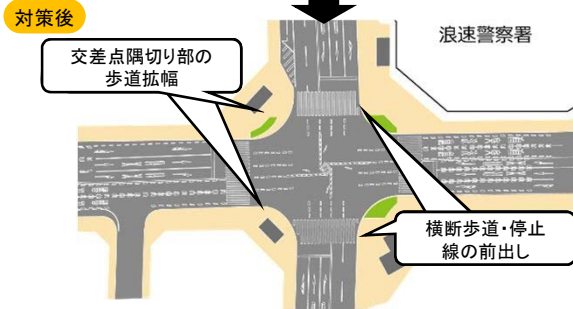 対策後
浪速警察署
交差点隅切り部の
歩道拡幅
横断歩道・停止
線の前出し